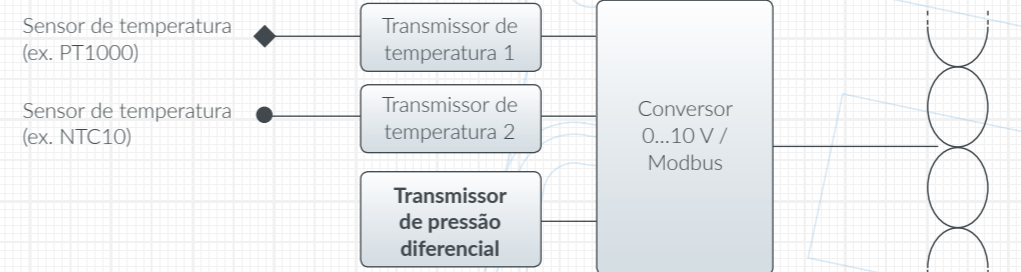 Sensor de temperatura
(ex. PT1000)
Transmissor de
temperatura 1
Sensor de temperatura
(ex. NTC10)
Transmissor de
temperatura 2
Transmissor
de pressão
diferencial
Conversor
0...10 V /
Modbus